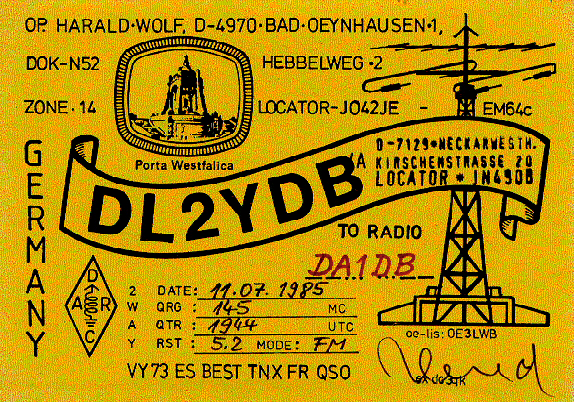 OP. HARALD·WOLF, D-4970·BAD·OEYNHAUSEN·1,
DOK-N52
HEBBELWEG·2
ZONE·14
LOCATOR-JO42JE - EM64c
Porta Westfalica
/A
D-7129*NECKARWESTH.
KIRSCHENSTRASSE 20
LOCATOR * JN49OB
DL2YDB
GERMANY
TO RADIO
DA1DB
DARC
2 WAY
DATE: 11.07.1985
QRG: 145 MC
QTR: 1944 UTC
RST: 5.2 MODE: FM
oe-lis: OE3LWB
VY73 ES BEST TNX FR QSO